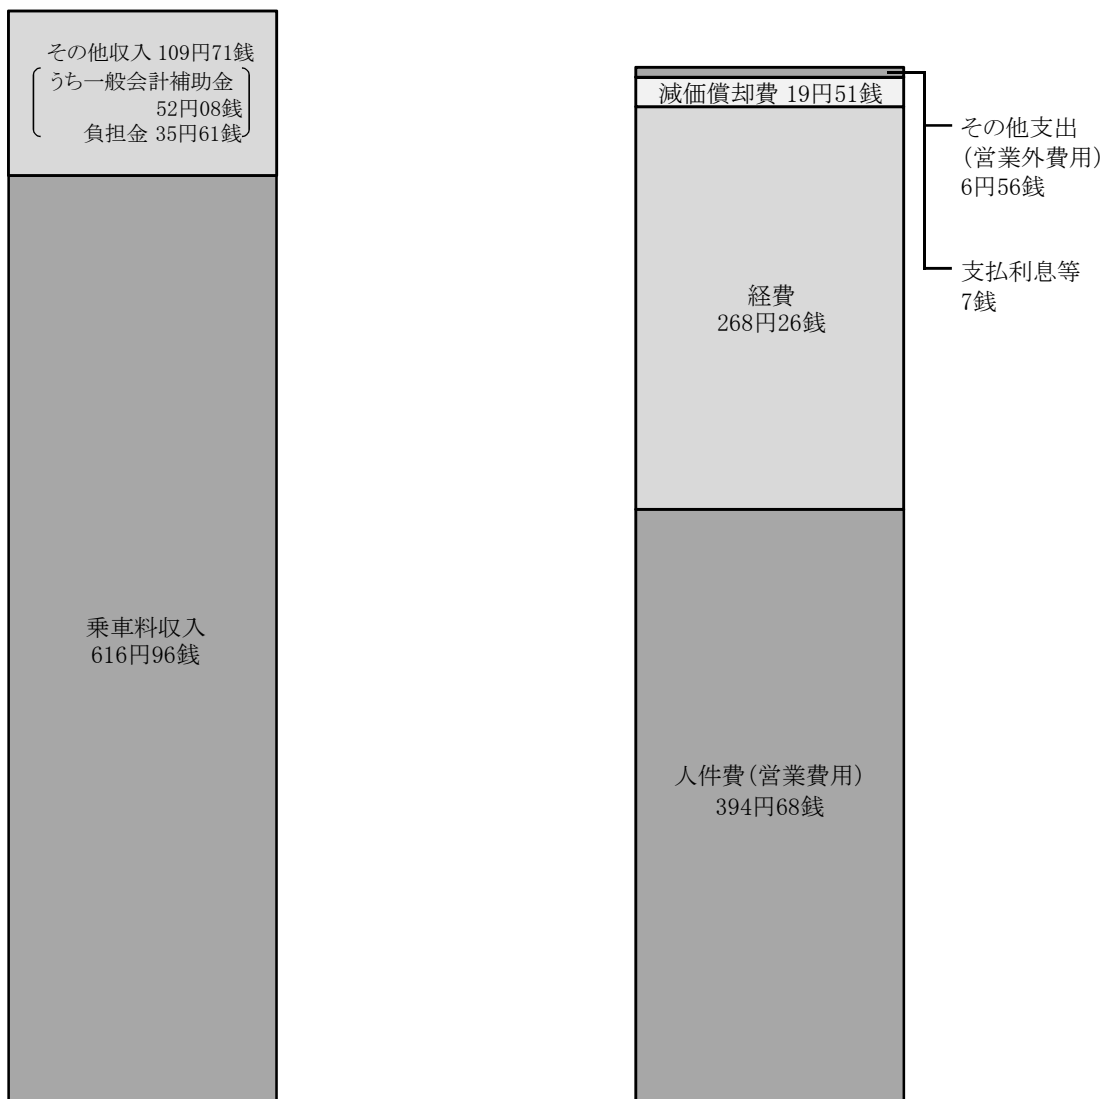 その他収入 109円71銭
うち一般会計補助金
52円08銭
負担金 35円61銭
乗車料収入
616円96銭
減価償却費 19円51銭
経費
268円26銭
人件費(営業費用)
394円68銭
その他支出
(営業外費用)
6円56銭
支払利息等
7銭